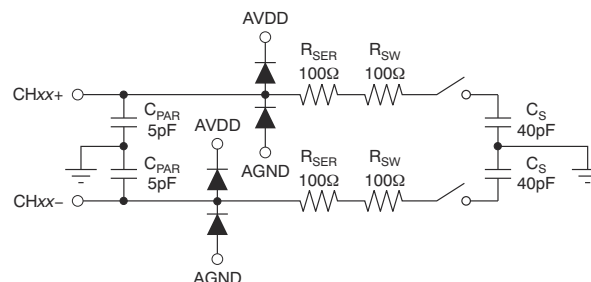 AVDD
R_SER
100Ω
R_SW
100Ω
CHxx+
C_PAR
5pF
AVDD
C_S
40pF
C_PAR
5pF
AGND
R_SER
100Ω
R_SW
100Ω
C_S
40pF
CHxx−
AGND